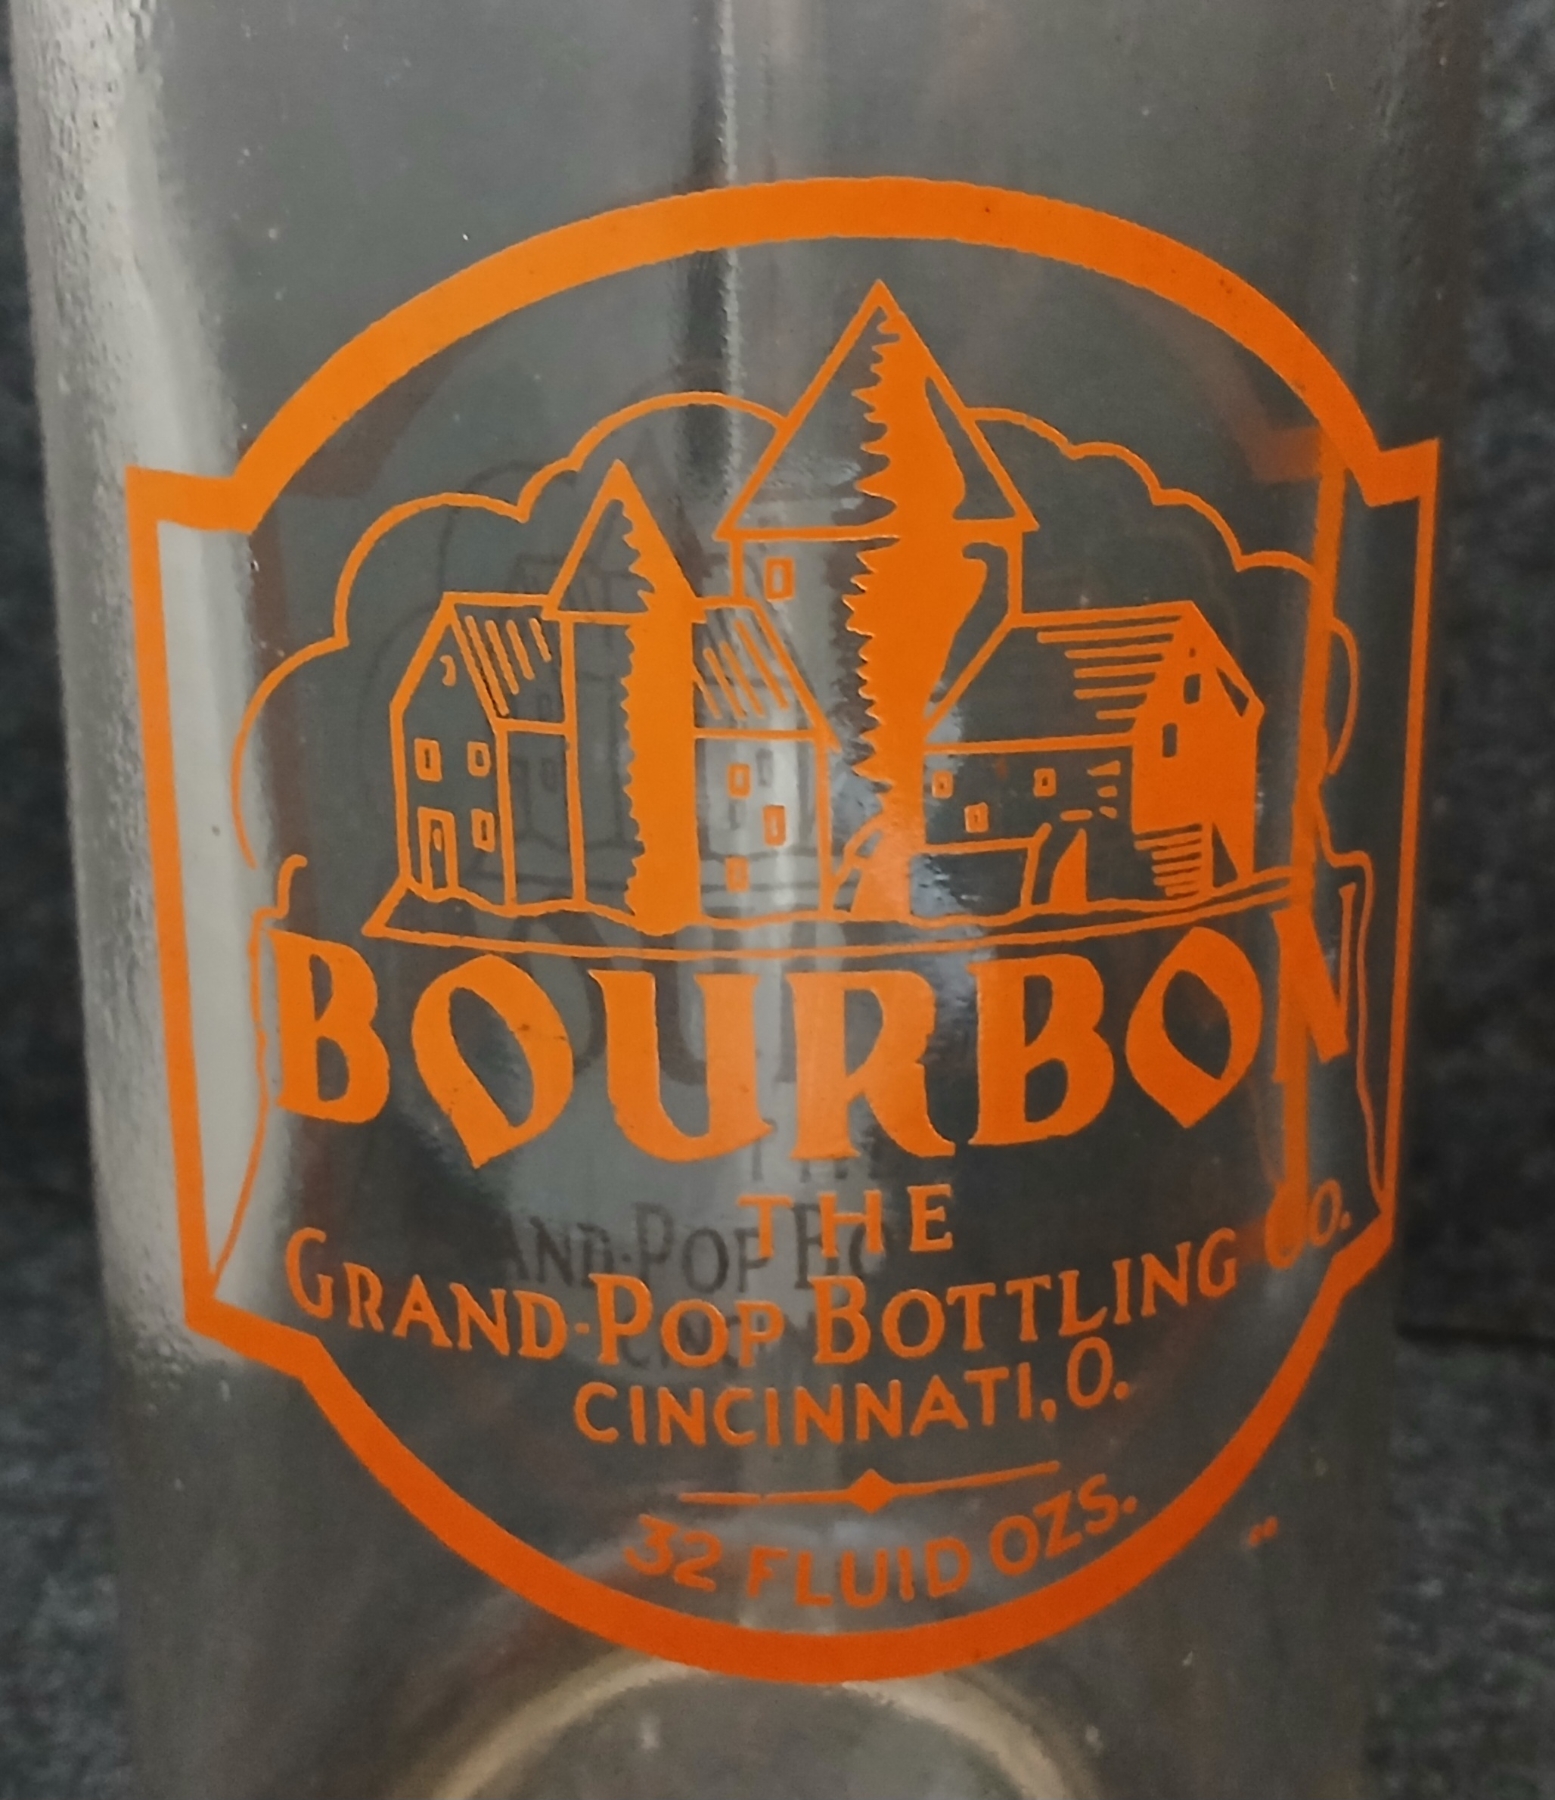 BOURBON
THE
GRAND-POP BOTTLING CO.
CINCINNATI, O.
32 FLUID OZS.